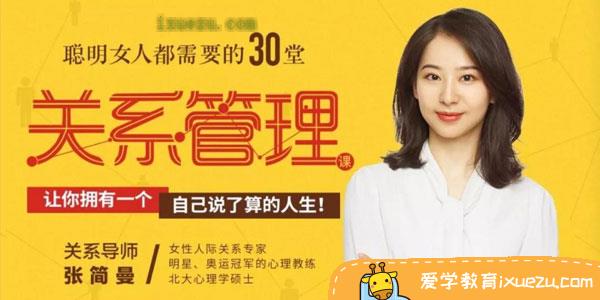 ixuezu.com
聪明女人都需要的30堂
关系管理课
让你拥有一个
自己说了算的人生！
关系导师
张简曼
女性人际关系专家
明星、奥运冠军的心理教练
北大心理学硕士
爱学教育ixuezu.com